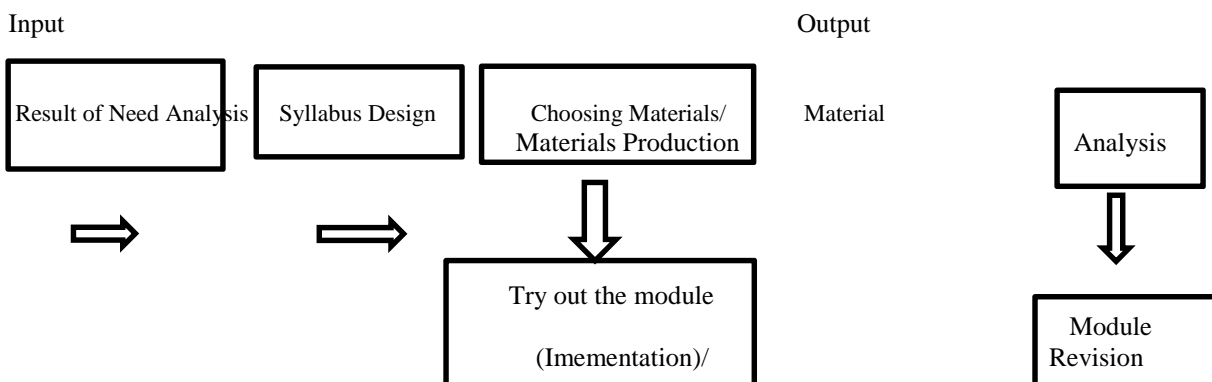 Input
Output
Result of Need Analysis
Syllabus Design
Choosing Materials/
Materials Production
Material
Analysis
Try out the module
(Imementation)/
Module
Revision